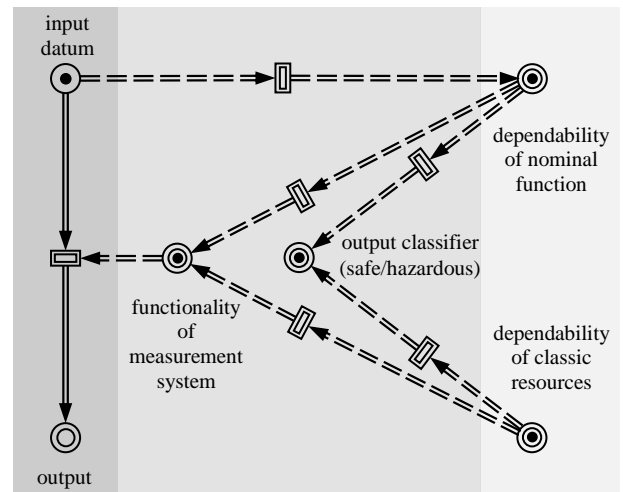 input
datum
dependability
of nominal
function
output classifier
(safe/hazardous)
functionality
of
measurement
system
dependability
of classic
resources
output